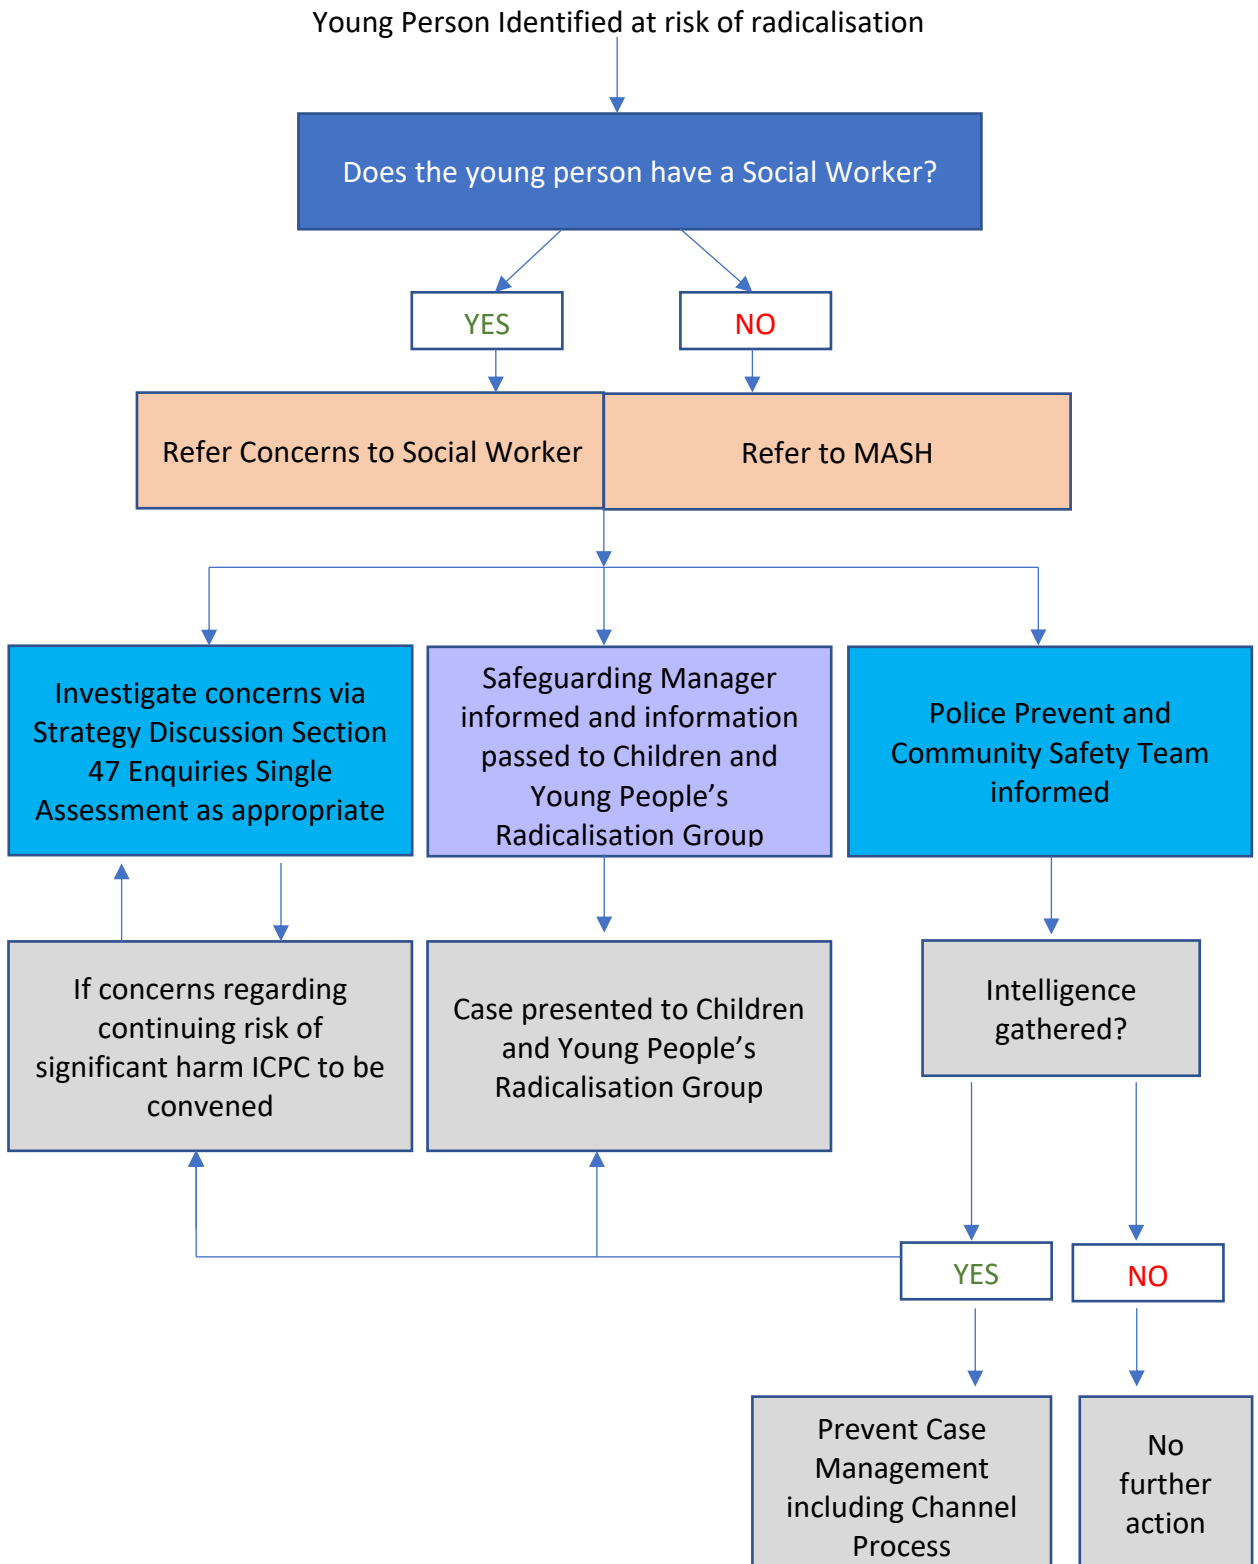 Young Person Identified at risk of radicalisation
Does the young person have a Social Worker?
YES
NO
Refer Concerns to Social Worker
Refer to MASH
Investigate concerns via
Strategy Discussion Section
47 Enquiries Single
Assessment as appropriate
Safeguarding Manager
informed and information
passed to Children and
Young People’s
Radicalisation Group
Police Prevent and
Community Safety Team
informed
If concerns regarding
continuing risk of
significant harm ICPC to be
convened
Case presented to Children
and Young People’s
Radicalisation Group
Intelligence
gathered?
YES
NO
Prevent Case
Management
including Channel
Process
No
further
action